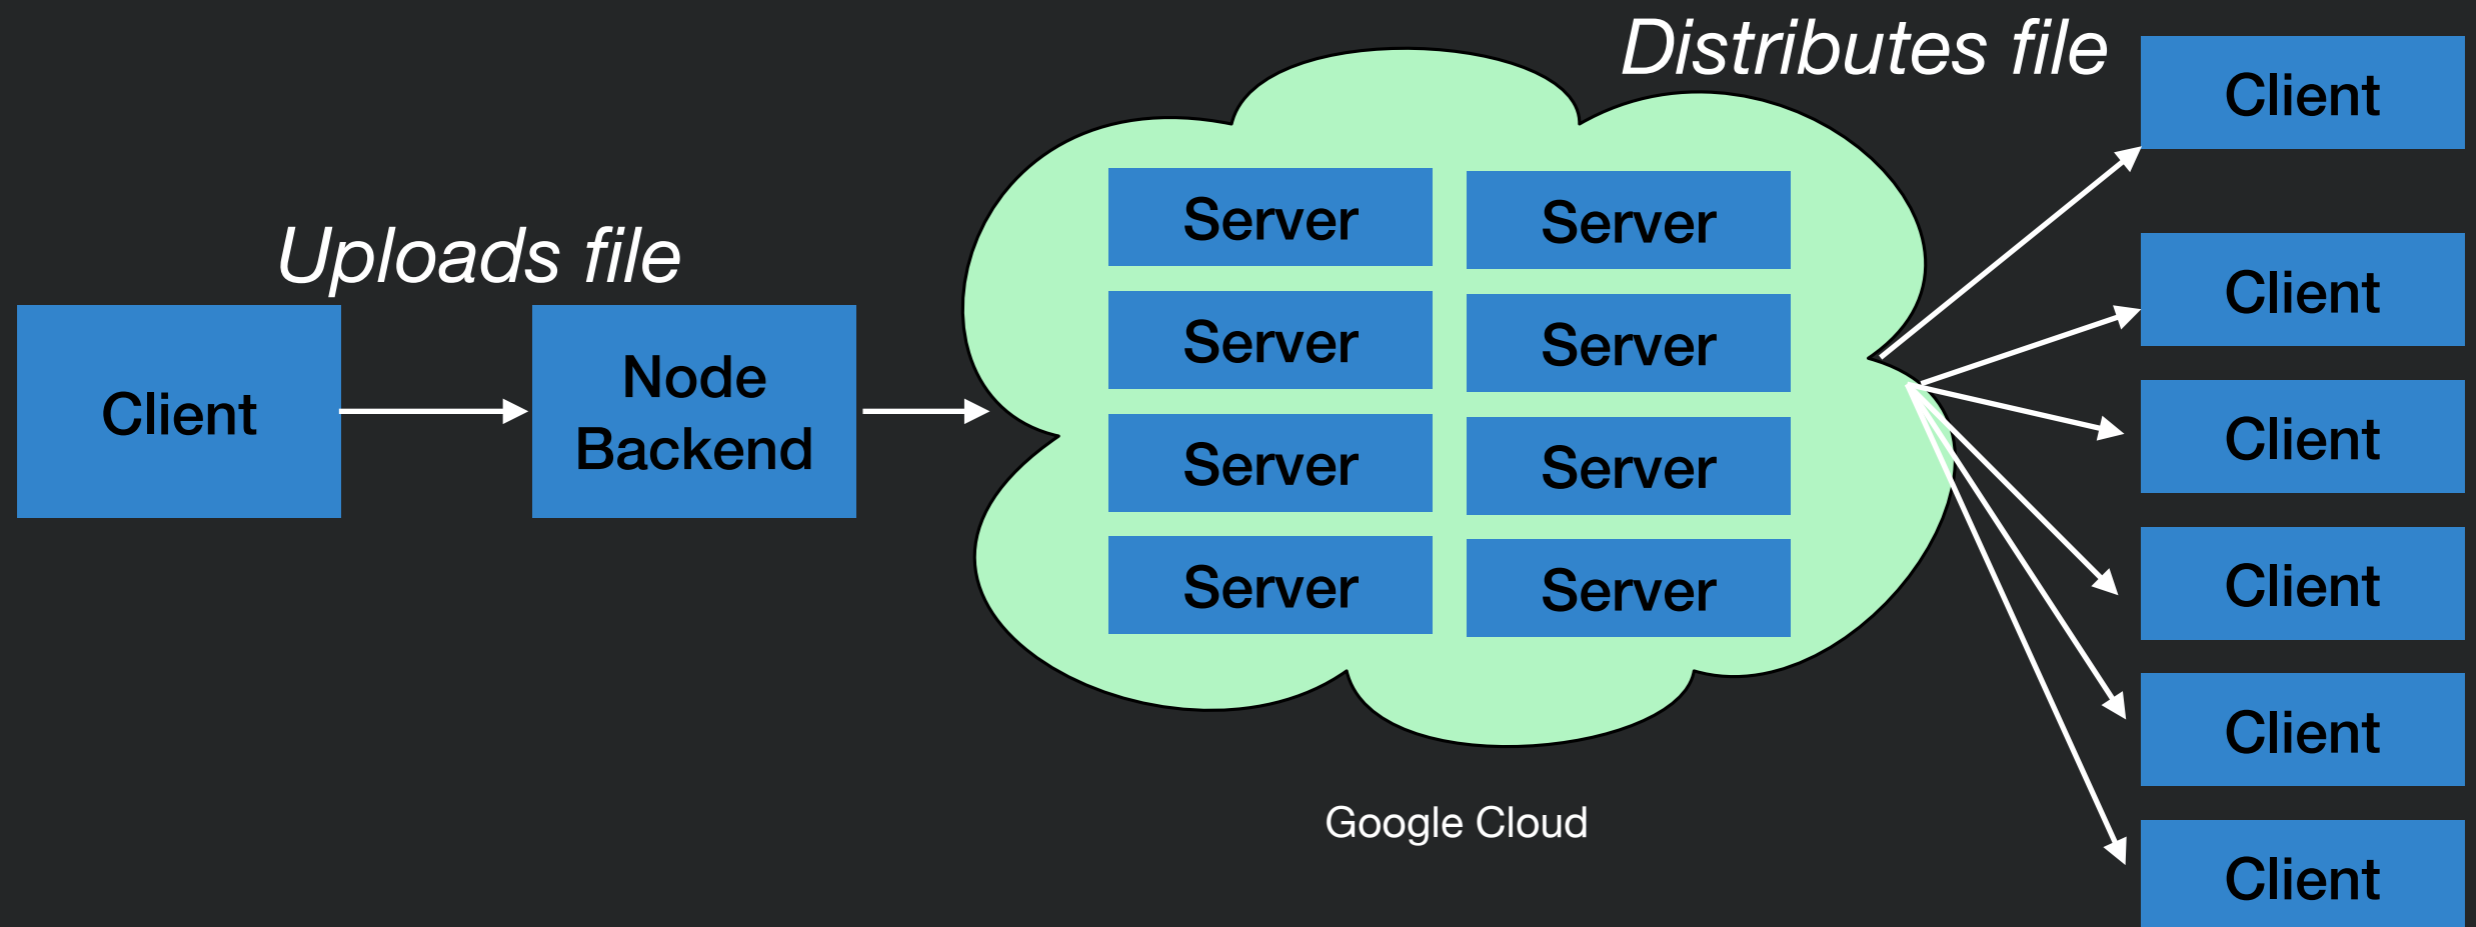 Uploads file
Client
Node
Backend
Server
Server
Server
Server
Server
Server
Server
Server
Google Cloud
Distributes file
Client
Client
Client
Client
Client
Client